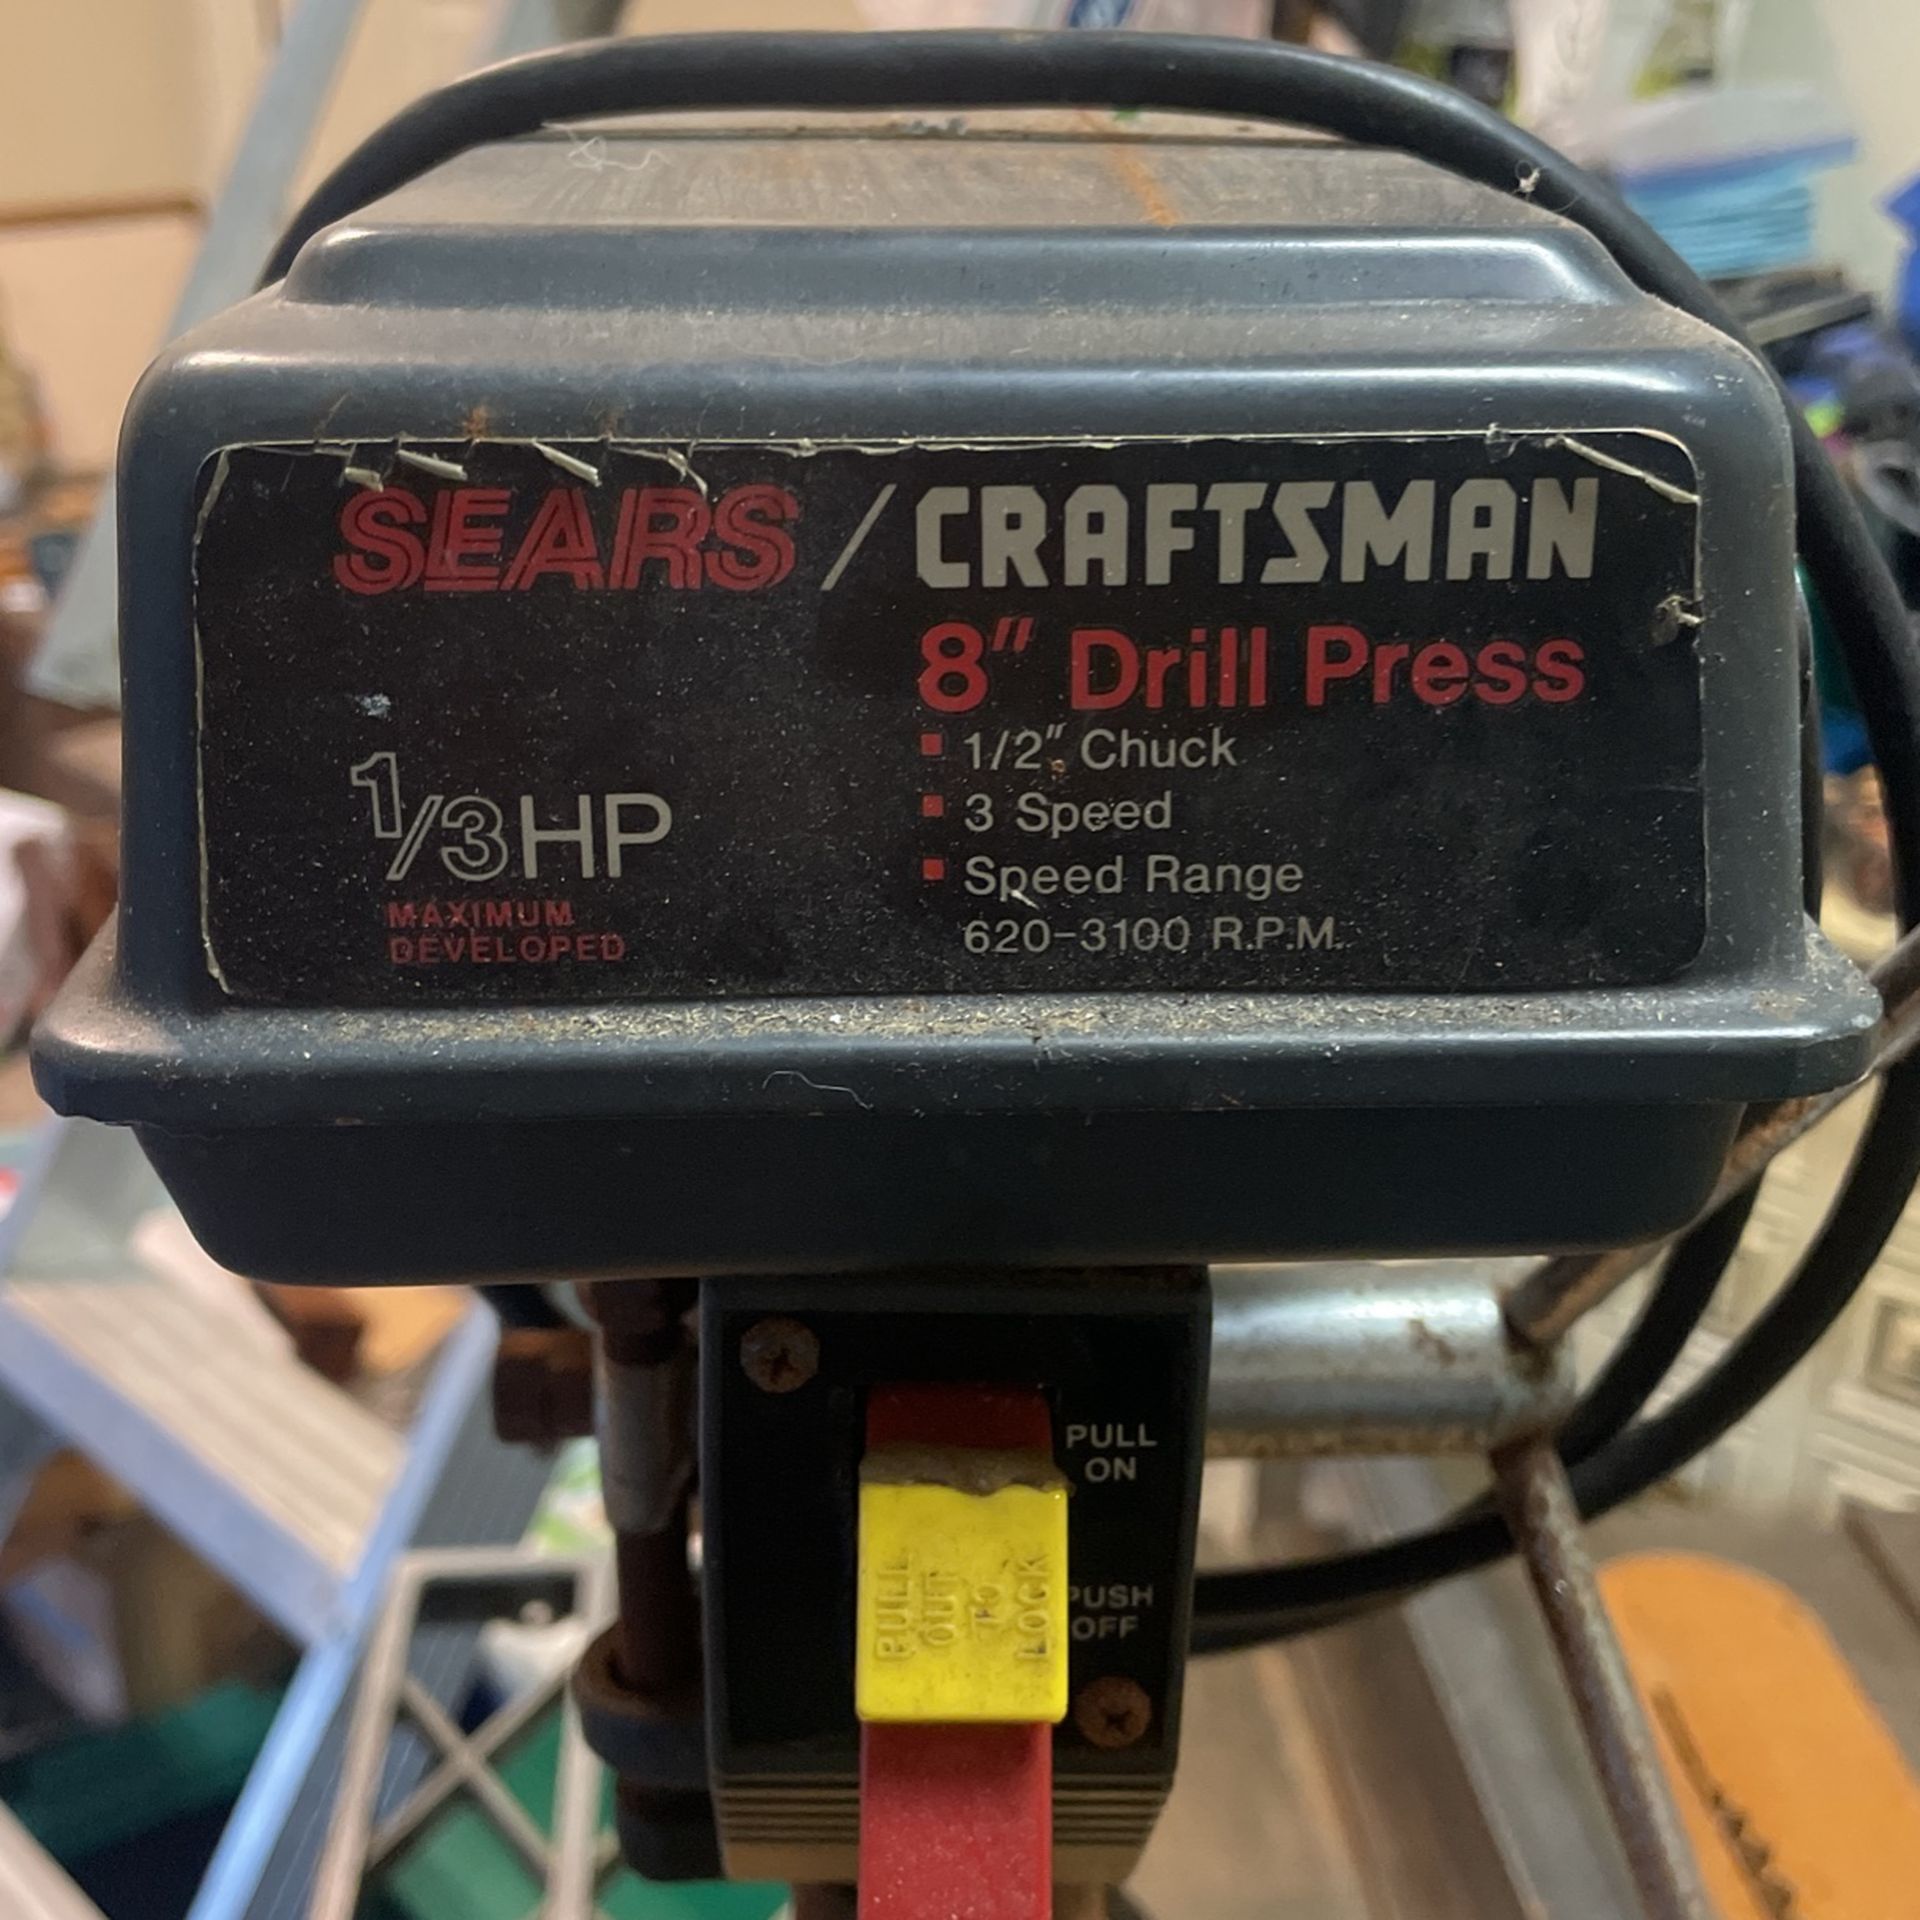 SEARS / CRAFTSMAN
8" Drill Press
1/2" Chuck
3 Speed
Speed Range
620-3100 R.P.M.
1/3 HP
MAXIMUM
DEVELOPED
PULL
ON
PULL
OUT
TO
LOCK
PUSH
OFF